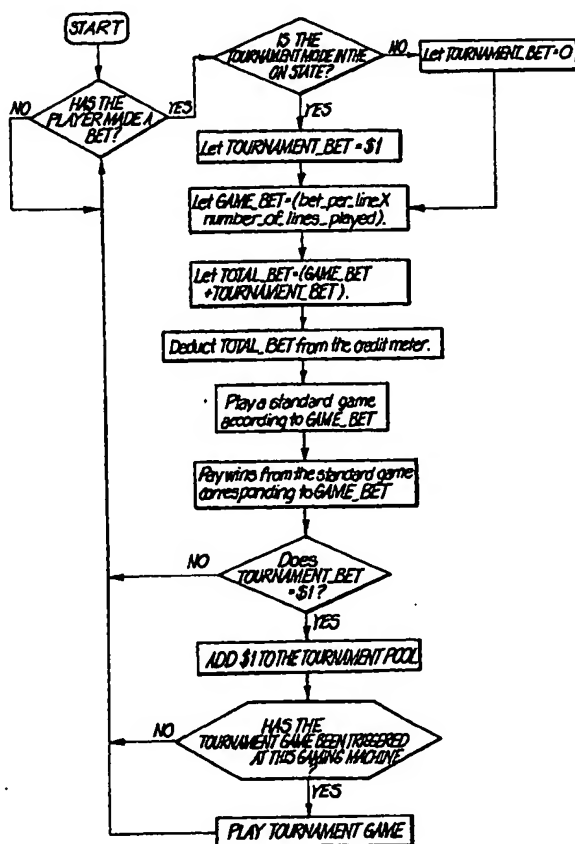 START
HAS THE
PLAYER MADE A
BET?
NO
YES
IS THE
TOURNAMENT MODE IN THE
ON STATE?
NO
Let TOURNAMENT_BET=0
YES
Let TOURNAMENT_BET = $1
Let GAME_BET=(bet_per_line X
number_of_lines_played).
Let TOTAL_BET=(GAME_BET
+TOURNAMENT_BET).
Deduct TOTAL_BET from the credit meter.
Play a standard game
according to GAME_BET
Pay wins from the standard game
corresponding to GAME_BET
Does
TOURNAMENT_BET
=$1?
NO
YES
ADD $1 TO THE TOURNAMENT POOL
HAS THE
TOURNAMENT GAME BEEN TRIGGERED
AT THIS GAMING MACHINE
?
NO
YES
PLAY TOURNAMENT GAME